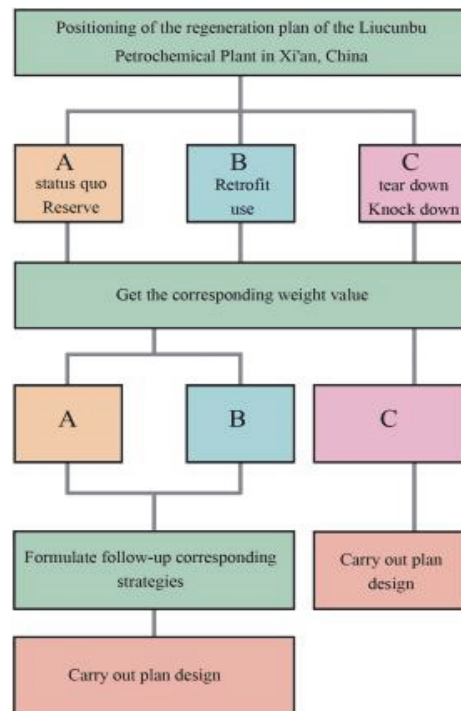 Positioning of the regeneration plan of the Liucunbu
Petrochemical Plant in Xi'an, China
A
status quo
Reserve
B
Retrofit
use
C
tear down
Knock down
Get the corresponding weight value
A
B
C
Formulate follow-up corresponding
strategies
Carry out plan
design
Carry out plan design